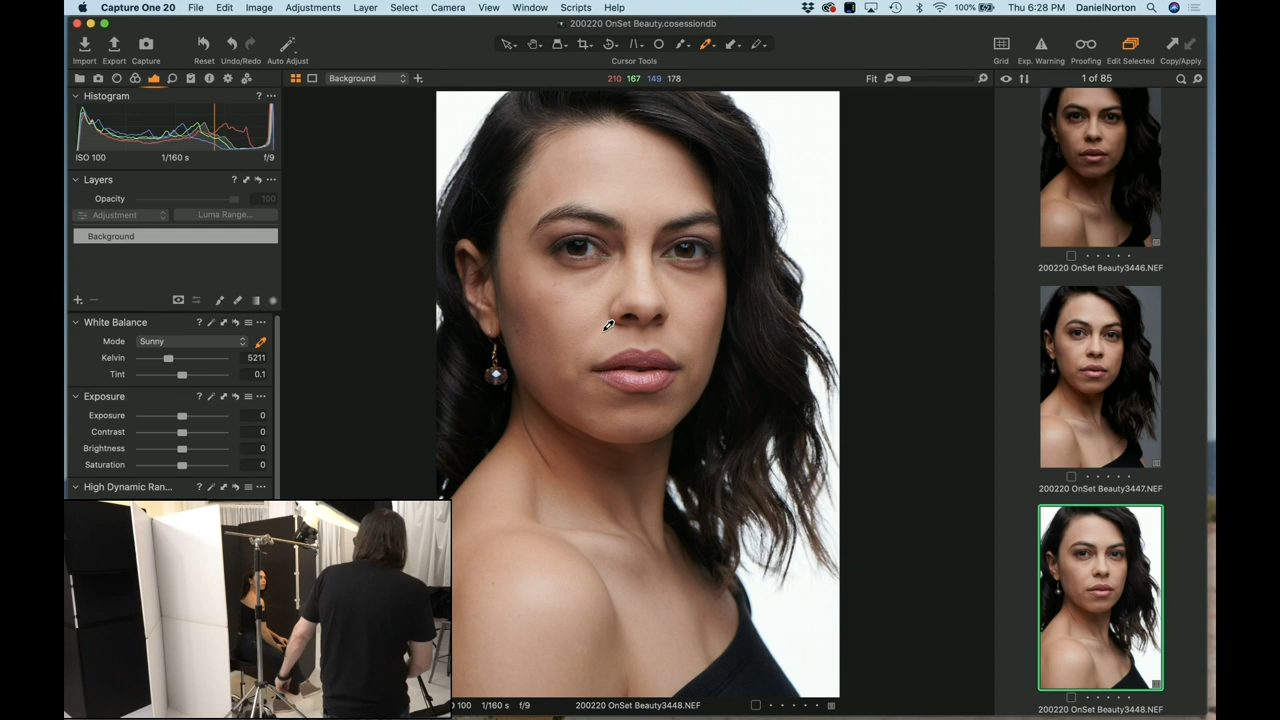 Capture One 20 File Edit Image Adjustments Layer Select Camera View Window Scripts Help 100% Thu 6:28 PM DanielNorton
200220 OnSet Beauty.cosessiondb
Import Export Capture Reset Undo/Redo Auto Adjust Cursor Tools Grid Exp. Warning Proofing Edit Selected Copy/Apply
Background 210 167 149 178 Fit 1 of 85
Histogram ?
ISO 100 1/160 s f/9
Layers ?
Opacity 100
Adjustment Luma Range...
Background
White Balance ?
Mode Sunny
Kelvin 5211
Tint 0.1
Exposure ?
Exposure 0
Contrast 0
Brightness 0
Saturation 0
High Dynamic Ran... ?
200220 OnSet Beauty3446.NEF
200220 OnSet Beauty3447.NEF
200220 OnSet Beauty3448.NEF
100 1/160 s f/9 200220 OnSet Beauty3448.NEF